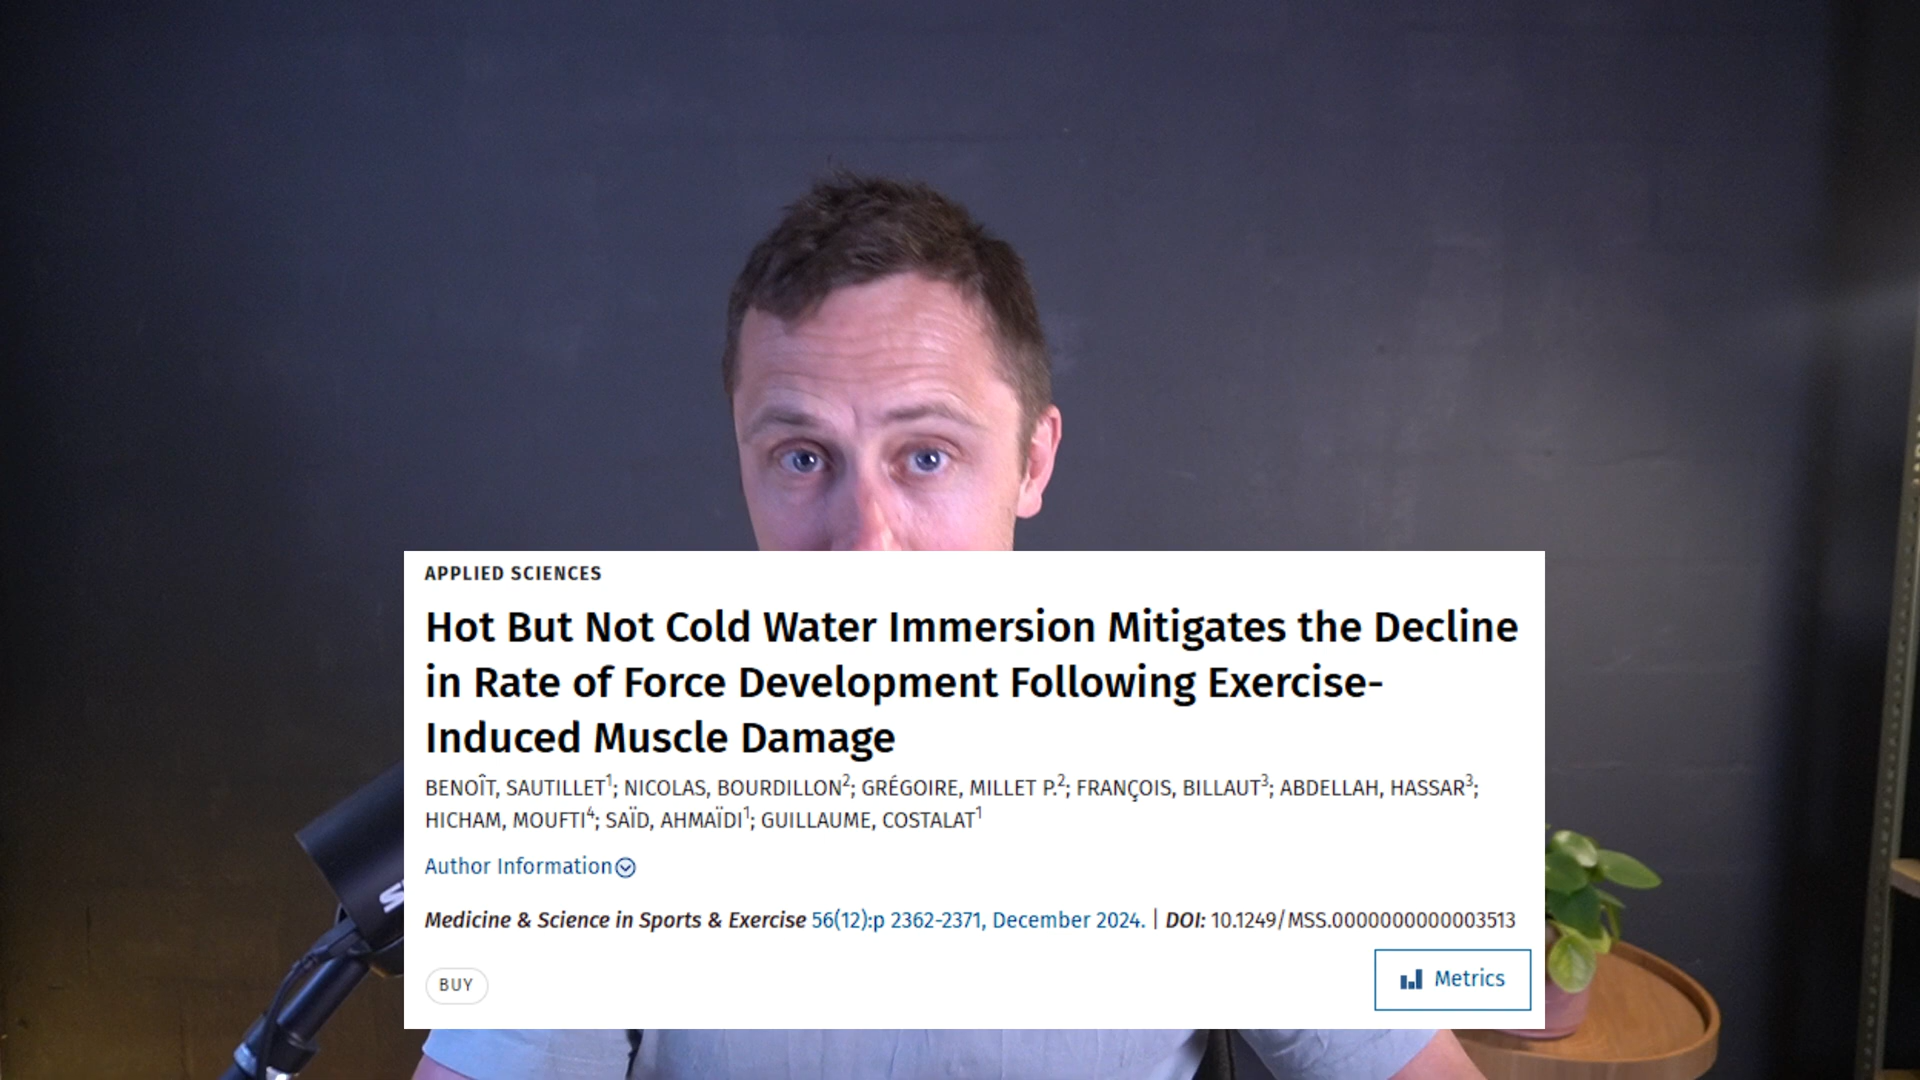 APPLIED SCIENCES
Hot But Not Cold Water Immersion Mitigates the Decline
in Rate of Force Development Following Exercise-
Induced Muscle Damage
BENOÎT, SAUTILLET1; NICOLAS, BOURDILLON2; GRÉGOIRE, MILLET P.2; FRANÇOIS, BILLAUT3; ABDELLAH, HASSAR3;
HICHAM, MOUFTI4; SAÏD, AHMAÏDI1; GUILLAUME, COSTALAT1
Author Information
Medicine & Science in Sports & Exercise 56(12):p 2362-2371, December 2024. | DOI: 10.1249/MSS.0000000000003513
BUY
Metrics